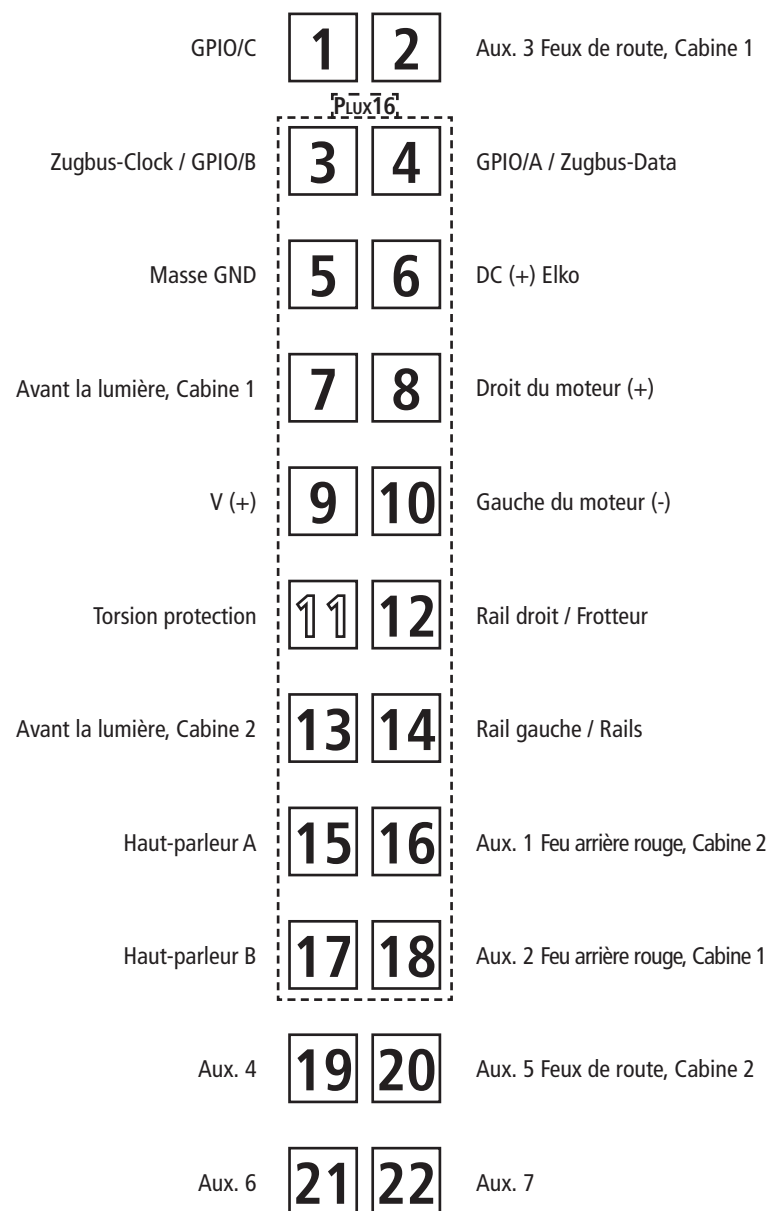 GPIO/C 1 2 Aux. 3 Feux de route, Cabine 1
PLUX16
Zugbus-Clock / GPIO/B 3 4 GPIO/A / Zugbus-Data
Masse GND 5 6 DC (+) Elko
Avant la lumière, Cabine 1 7 8 Droit du moteur (+)
V (+) 9 10 Gauche du moteur (-)
Torsion protection 11 12 Rail droit / Frotteur
Avant la lumière, Cabine 2 13 14 Rail gauche / Rails
Haut-parleur A 15 16 Aux. 1 Feu arrière rouge, Cabine 2
Haut-parleur B 17 18 Aux. 2 Feu arrière rouge, Cabine 1
Aux. 4 19 20 Aux. 5 Feux de route, Cabine 2
Aux. 6 21 22 Aux. 7